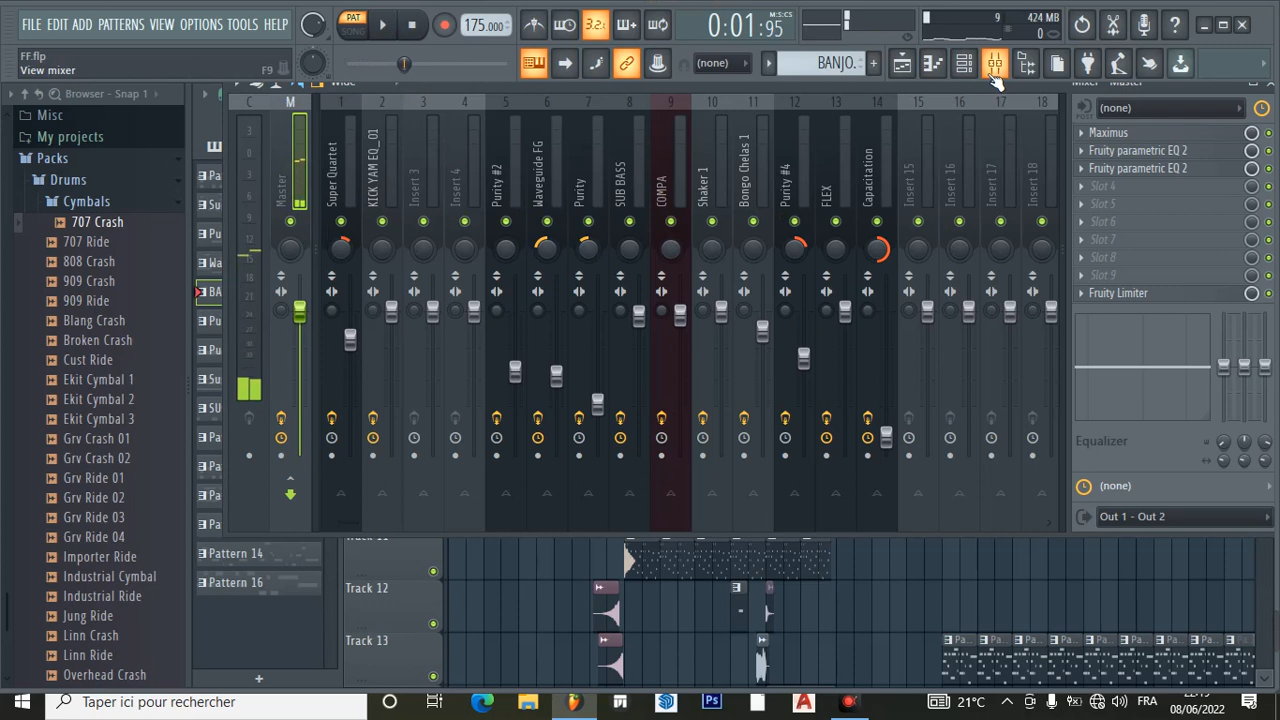 FILE EDIT ADD PATTERNS VIEW OPTIONS TOOLS HELP
PAT
SONG
175.000
3.2.
0:01:95
M:S:CS
9
424 MB
0
FF.flp
View mixer
F9
(none)
BANJO.
Browser - Snap 1
Misc
My projects
Packs
Drums
Cymbals
707 Crash
707 Ride
808 Crash
909 Crash
909 Ride
Blang Crash
Broken Crash
Cust Ride
Ekit Cymbal 1
Ekit Cymbal 2
Ekit Cymbal 3
Grv Crash 01
Grv Crash 02
Grv Ride 01
Grv Ride 02
Grv Ride 03
Grv Ride 04
Importer Ride
Industrial Cymbal
Industrial Ride
Jung Ride
Linn Crash
Linn Ride
Overhead Crash
Wide
C M 1 2 3 4 5 6 7 8 9 10 11 12 13 14 15 16 17 18
Master
Super Quartet
KICK YAM EQ_01
Insert 3
Insert 4
Purity #2
Waveguide FG
Purity
SUB BASS
COMPA
Shaker 1
Bongo Chelas 1
Purity #4
FLEX
Capacitation
Insert 15
Insert 16
Insert 17
Insert 18
Mixer - Master
(none)
POST
Maximus
Fruity parametric EQ 2
Fruity parametric EQ 2
Slot 4
Slot 5
Slot 6
Slot 7
Slot 8
Slot 9
Fruity Limiter
Equalizer
(none)
Out 1 - Out 2
Pattern 14
Pattern 16
Track 12
Track 13
Taper ici pour rechercher
21°C
FRA
08/06/2022